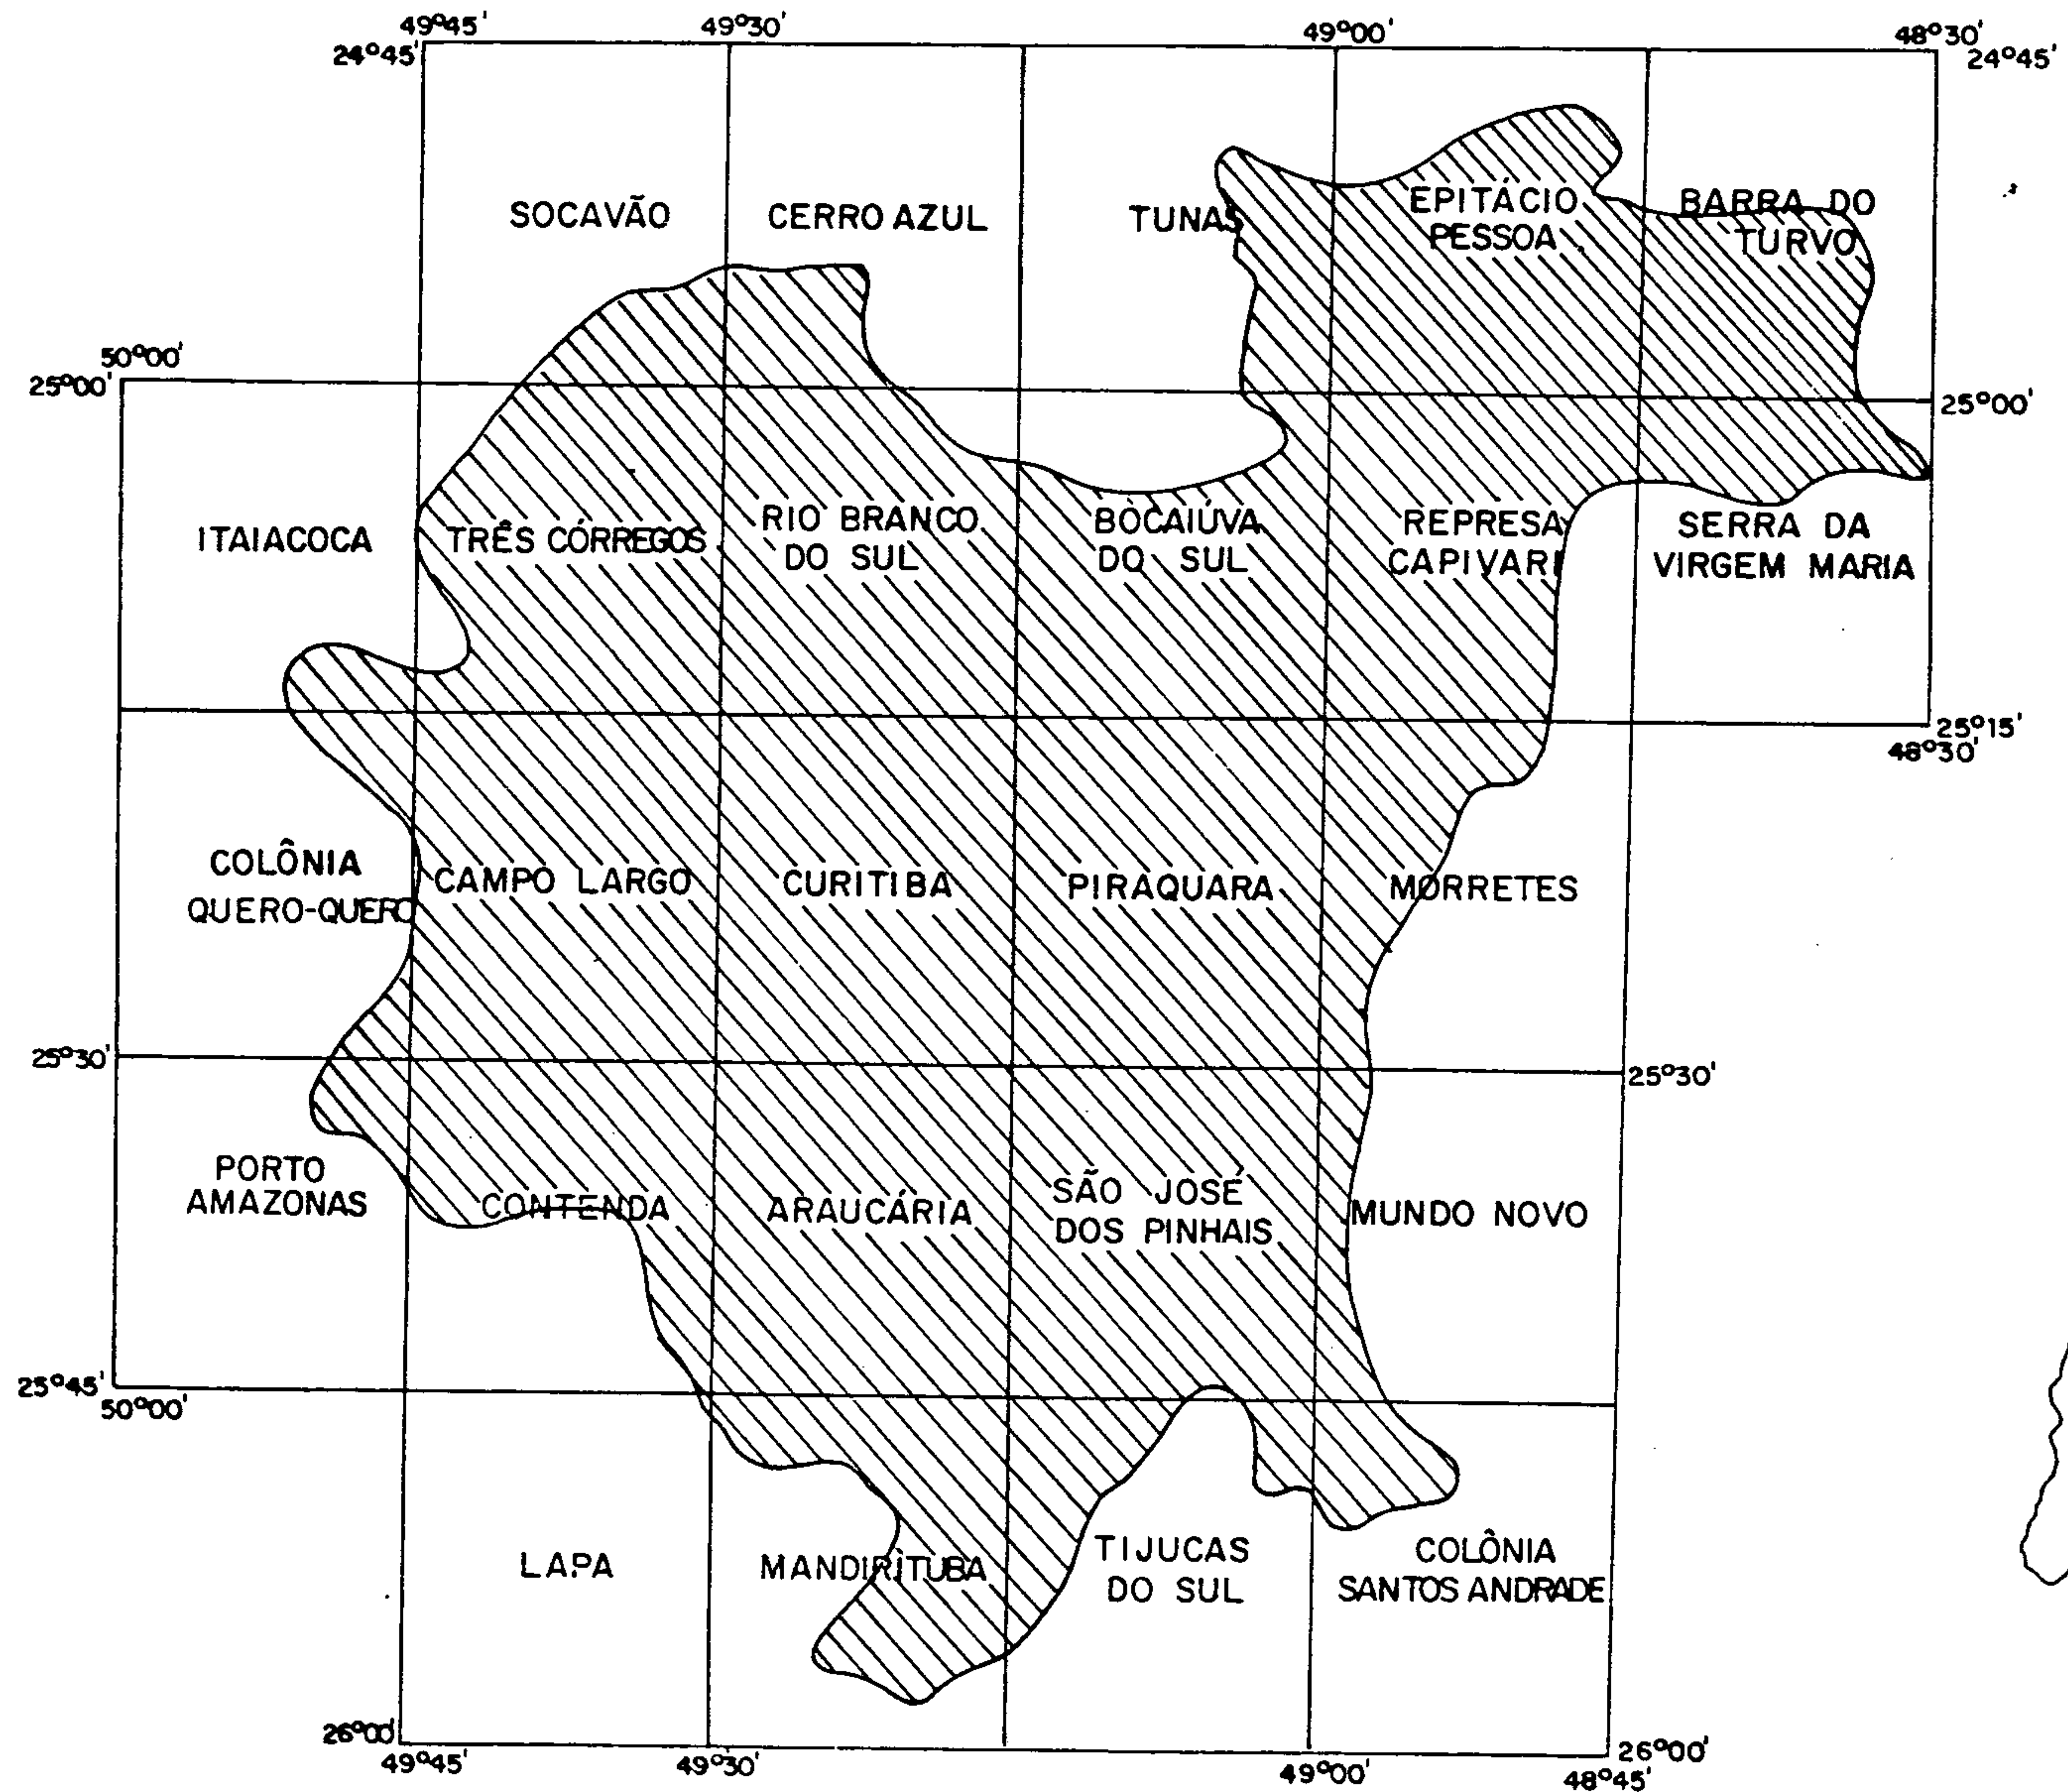 49°45' 49°30' 49°00' 48°30'
24°45' 24°45'
SOCAVÃO CERRO AZUL TUNAS EPITÁCIO PESSOA BARRA DO TURVO
50°00'
25°00' 25°00'
ITAIACOCA TRÊS CÓRREGOS RIO BRANCO DO SUL BOCAIÚVA DO SUL REPRESA CAPIVARI SERRA DA VIRGEM MARIA
25°15'
48°30'
COLÔNIA QUERO-QUERO CAMPO LARGO CURITIBA PIRAQUARA MORRETES
25°30' 25°30'
PORTO AMAZONAS CONTENDA ARAUCÁRIA SÃO JOSÉ DOS PINHAIS MUNDO NOVO
25°45'
50°00'
LAPA MANDIRITUBA TIJUCAS DO SUL COLÔNIA SANTOS ANDRADE
26°00' 26°00'
49°45' 49°30' 49°00' 48°45'